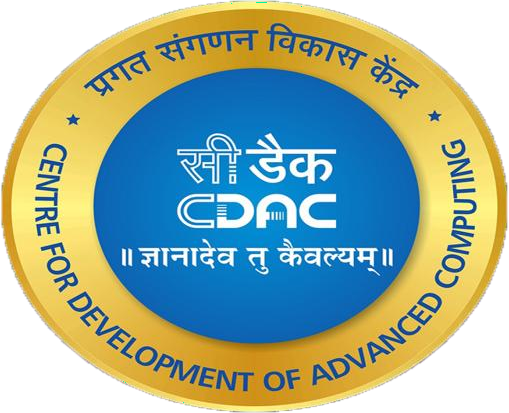 प्रगत संगणन विकास केंद्र
सी डैक
CDAC
॥ ज्ञानादेव तु कैवल्यम् ॥
CENTRE FOR DEVELOPMENT OF ADVANCED COMPUTING